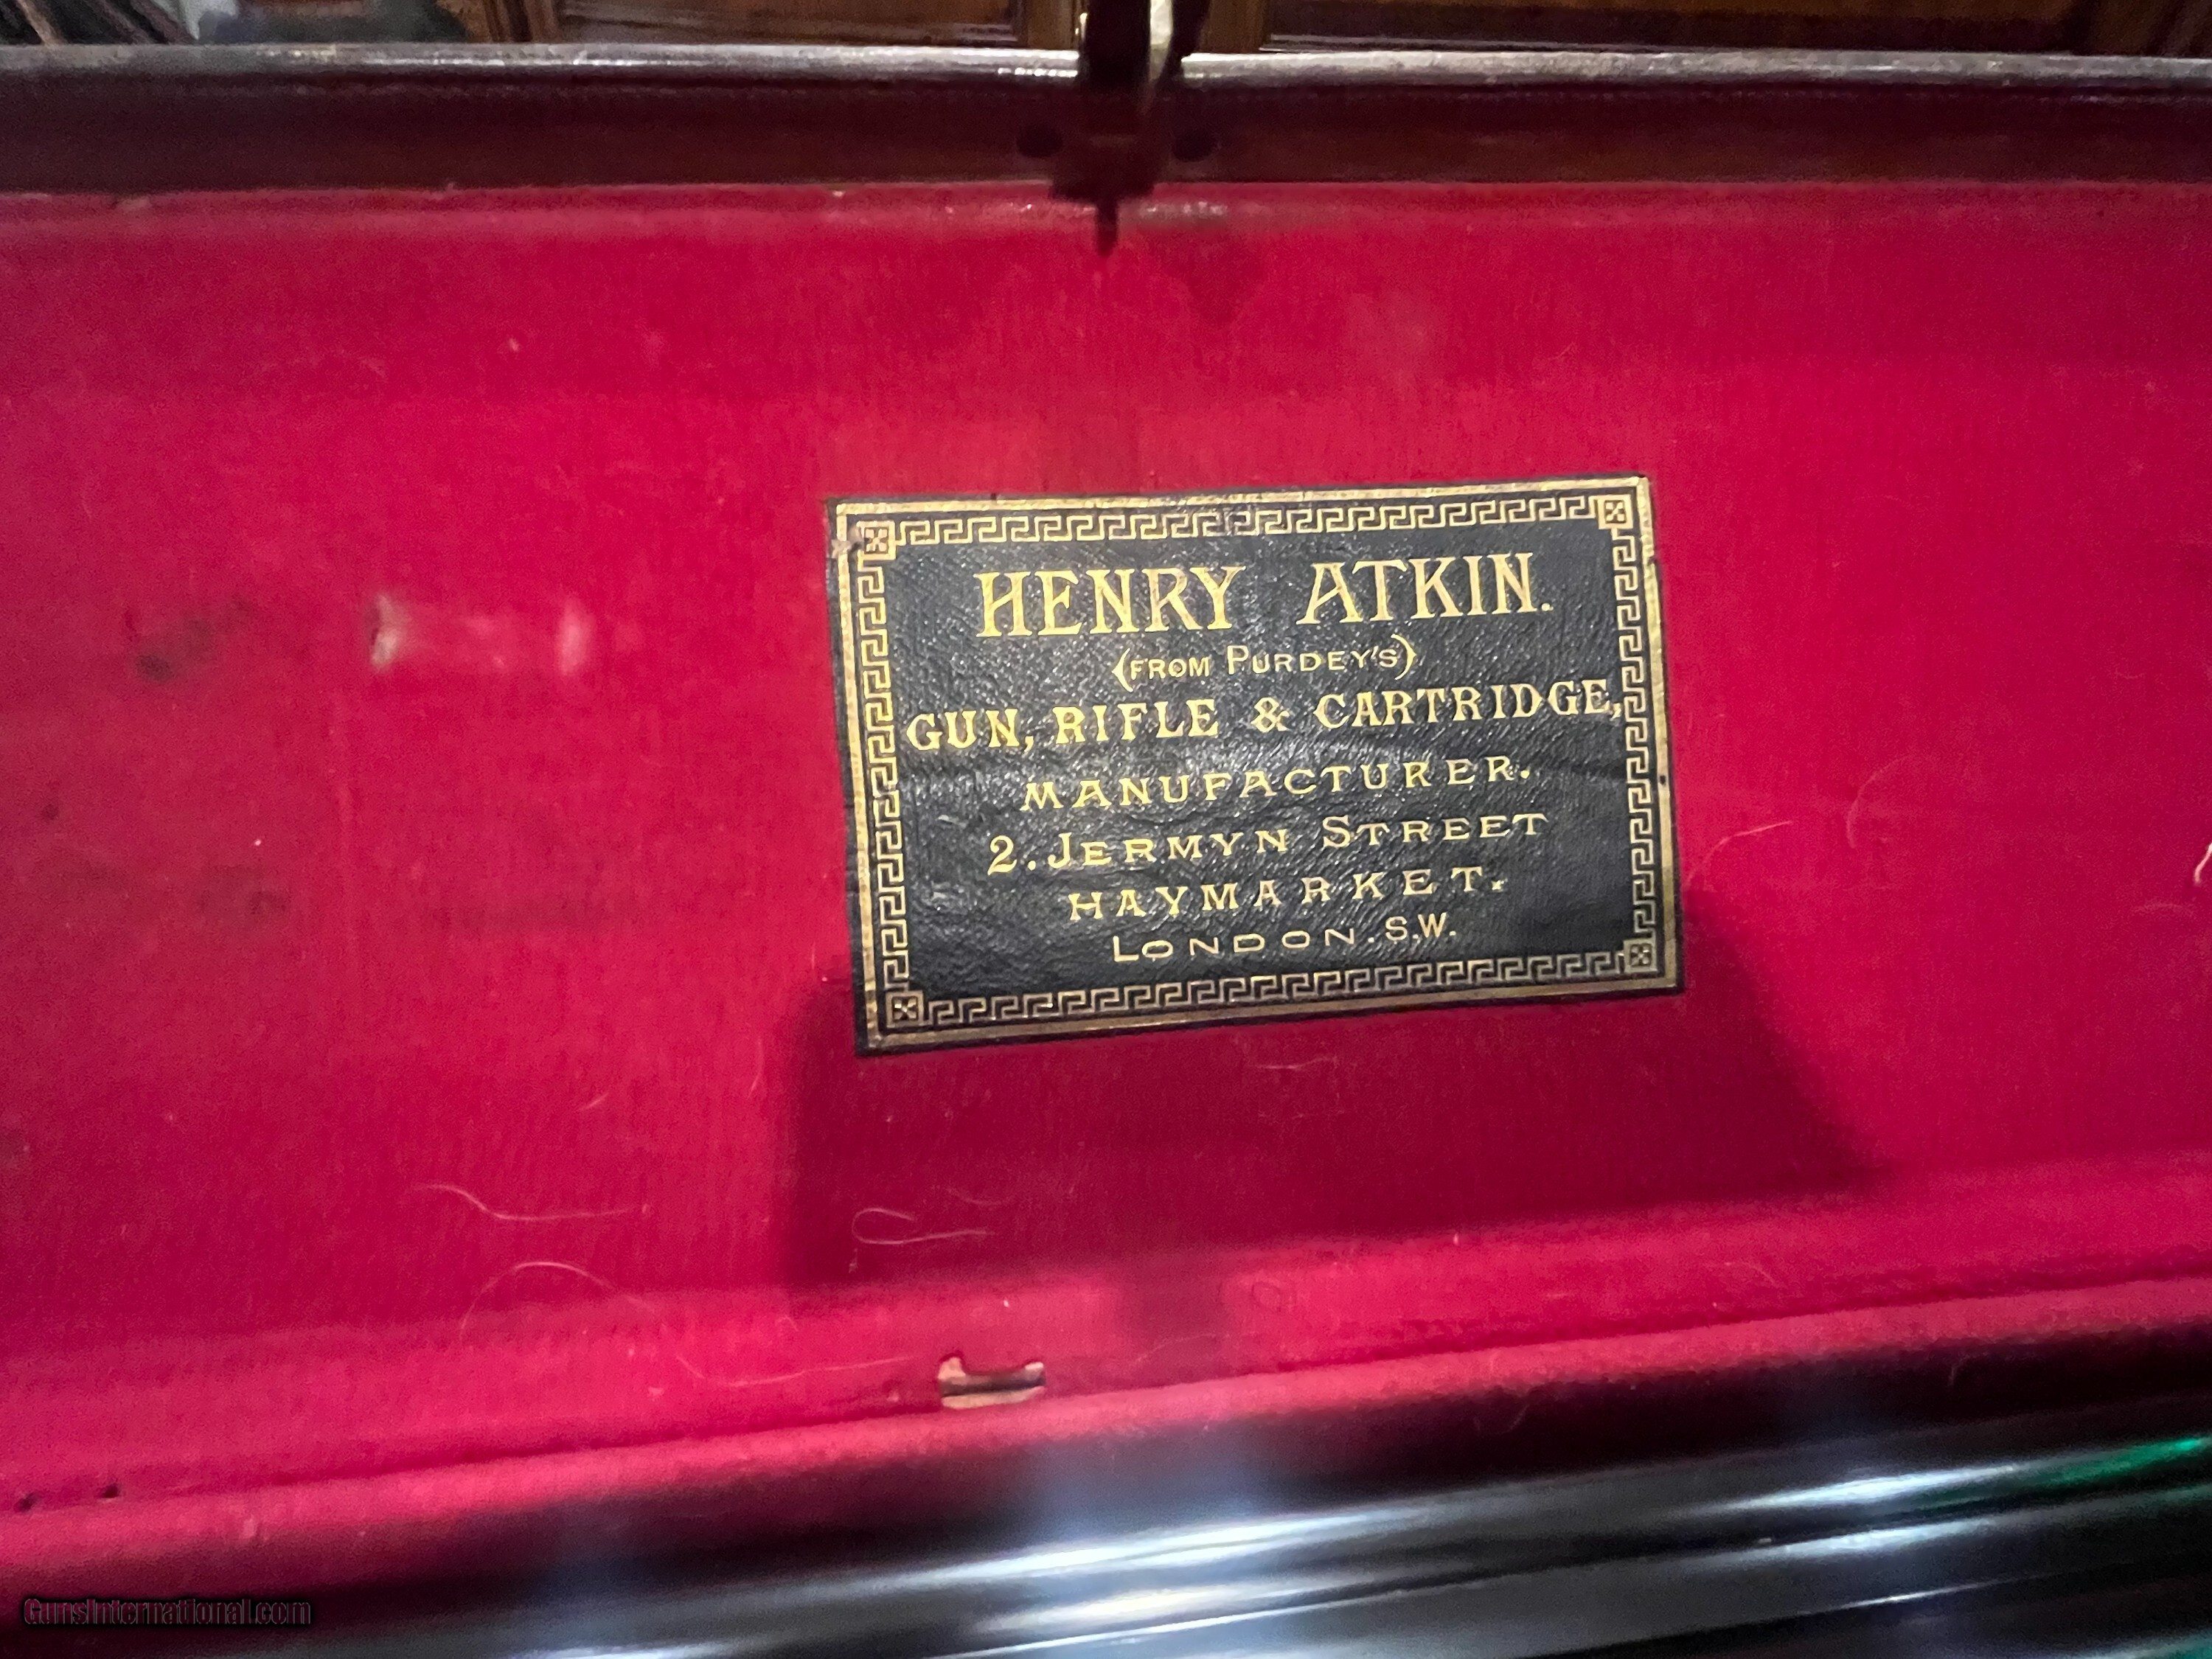 HENRY ATKIN.
(FROM PURDEY'S)
GUN, RIFLE & CARTRIDGE,
MANUFACTURER.
2. JERMYN STREET
HAYMARKET.
LONDON. S.W.
GunsInternational.com